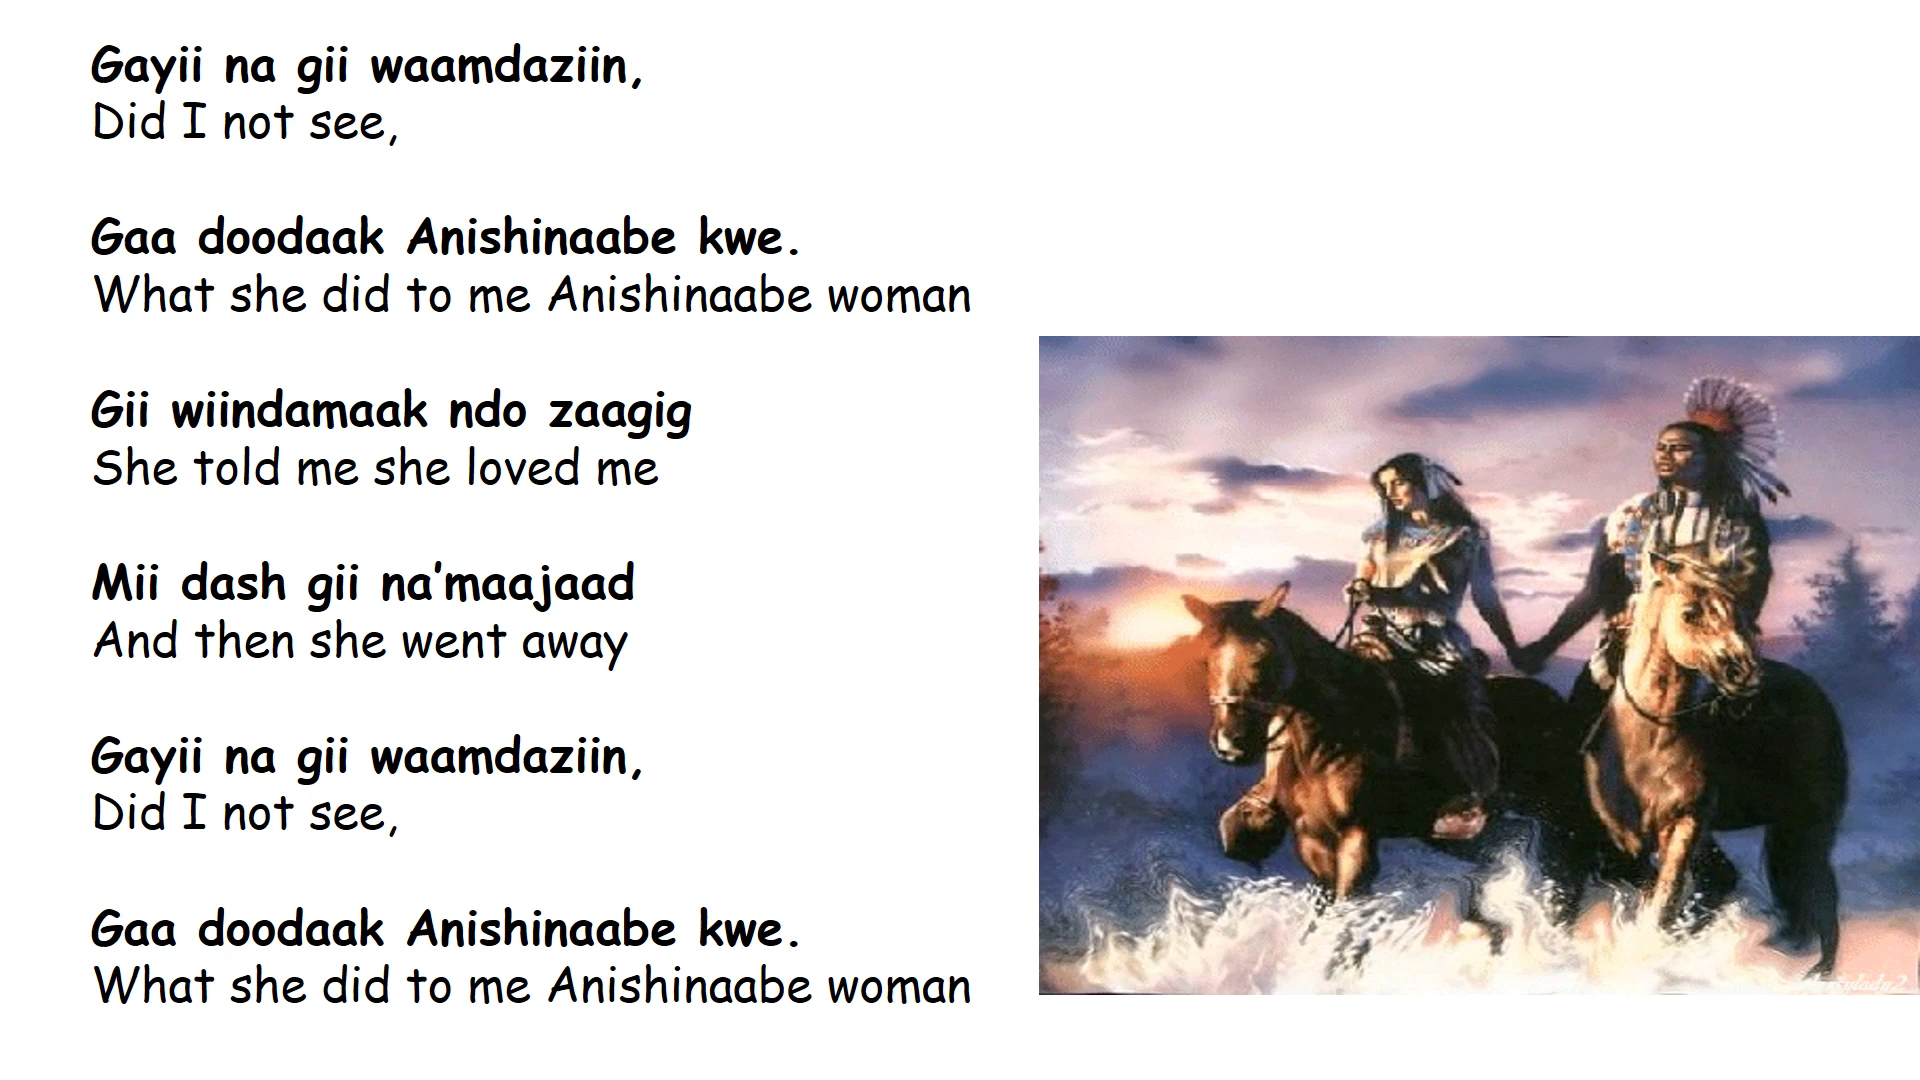 Gayii na gii waamdaziin,
Did I not see,
Gaa doodaak Anishinaabe kwe.
What she did to me Anishinaabe woman
Gii wiindamaak ndo zaagig
She told me she loved me
Mii dash gii na'maajaad
And then she went away
Gayii na gii waamdaziin,
Did I not see,
Gaa doodaak Anishinaabe kwe.
What she did to me Anishinaabe woman